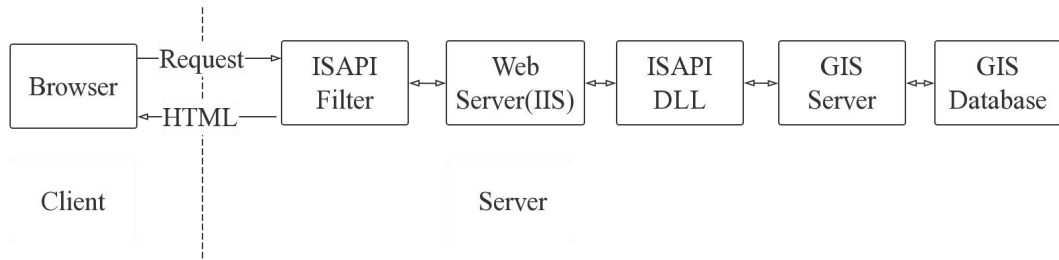 Browser
Request
HTML
ISAPI
Filter
Web
Server(IIS)
ISAPI
DLL
GIS
Server
GIS
Database
Client
Server